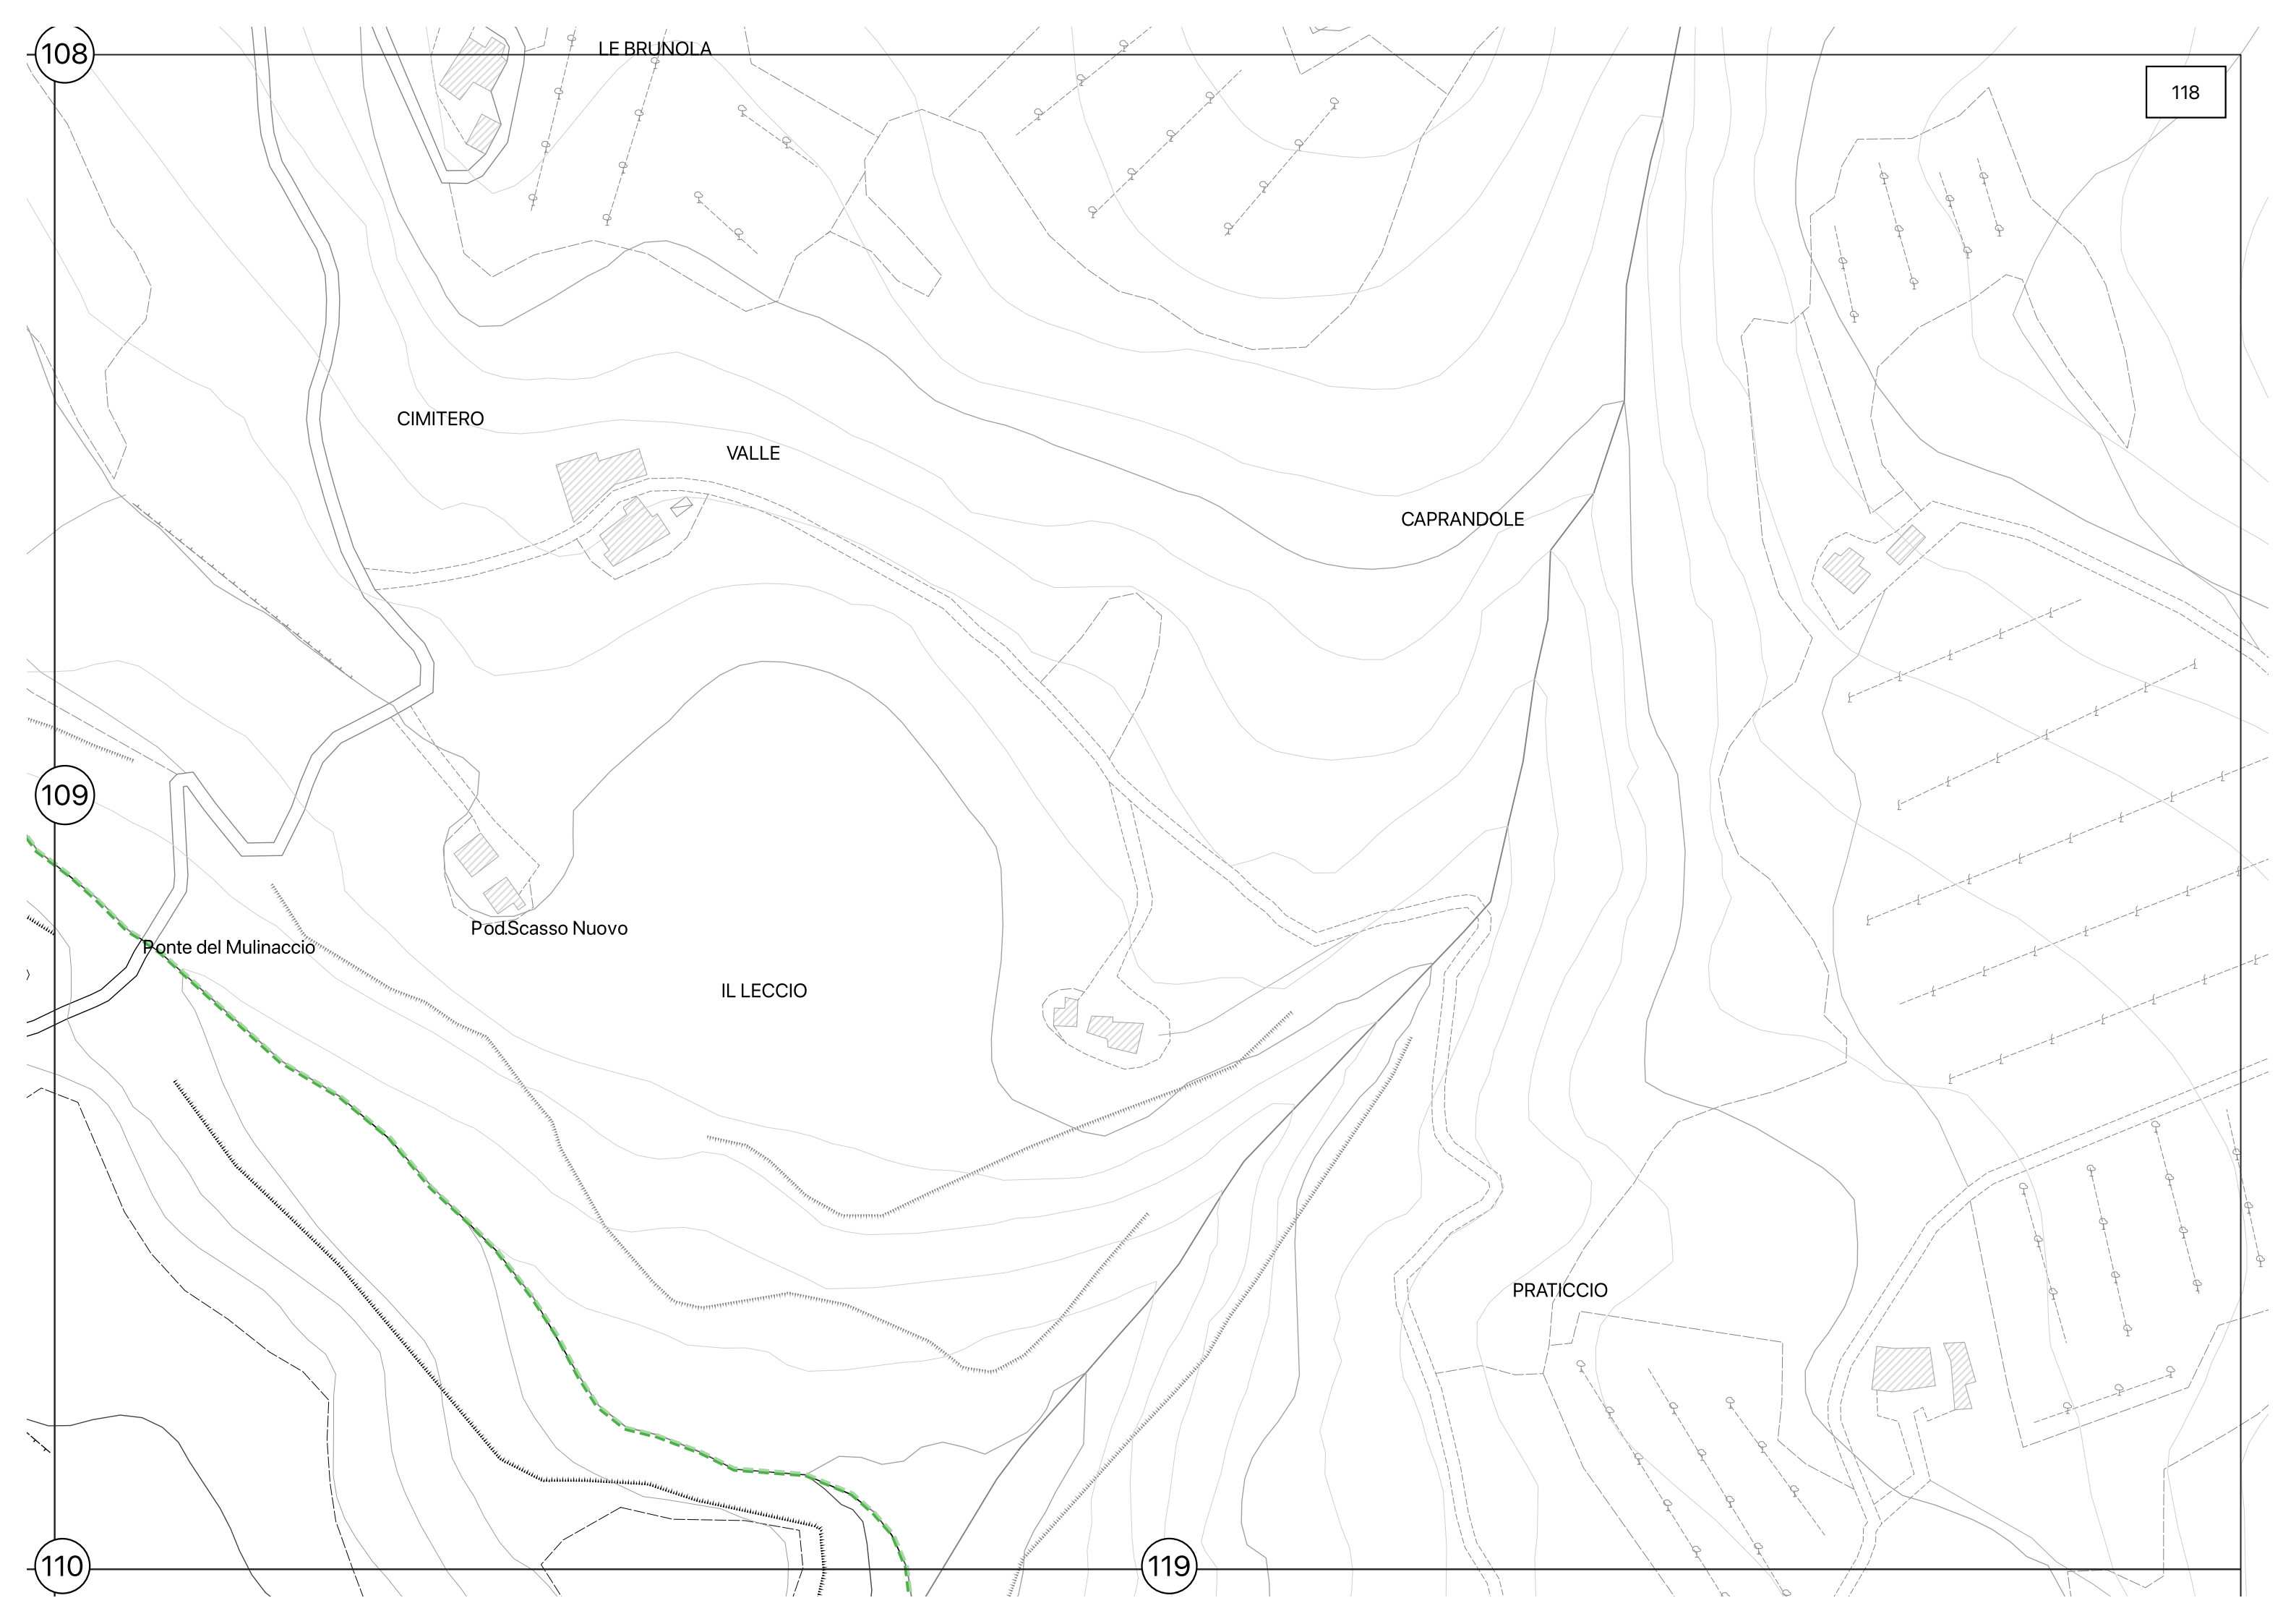 108
LE BRUNOLA
118
CIMITERO
VALLE
CAPRANDOLE
109
Pod.Scasso Nuovo
Ponte del Mulinaccio
IL LECCIO
PRATICCIO
110
119